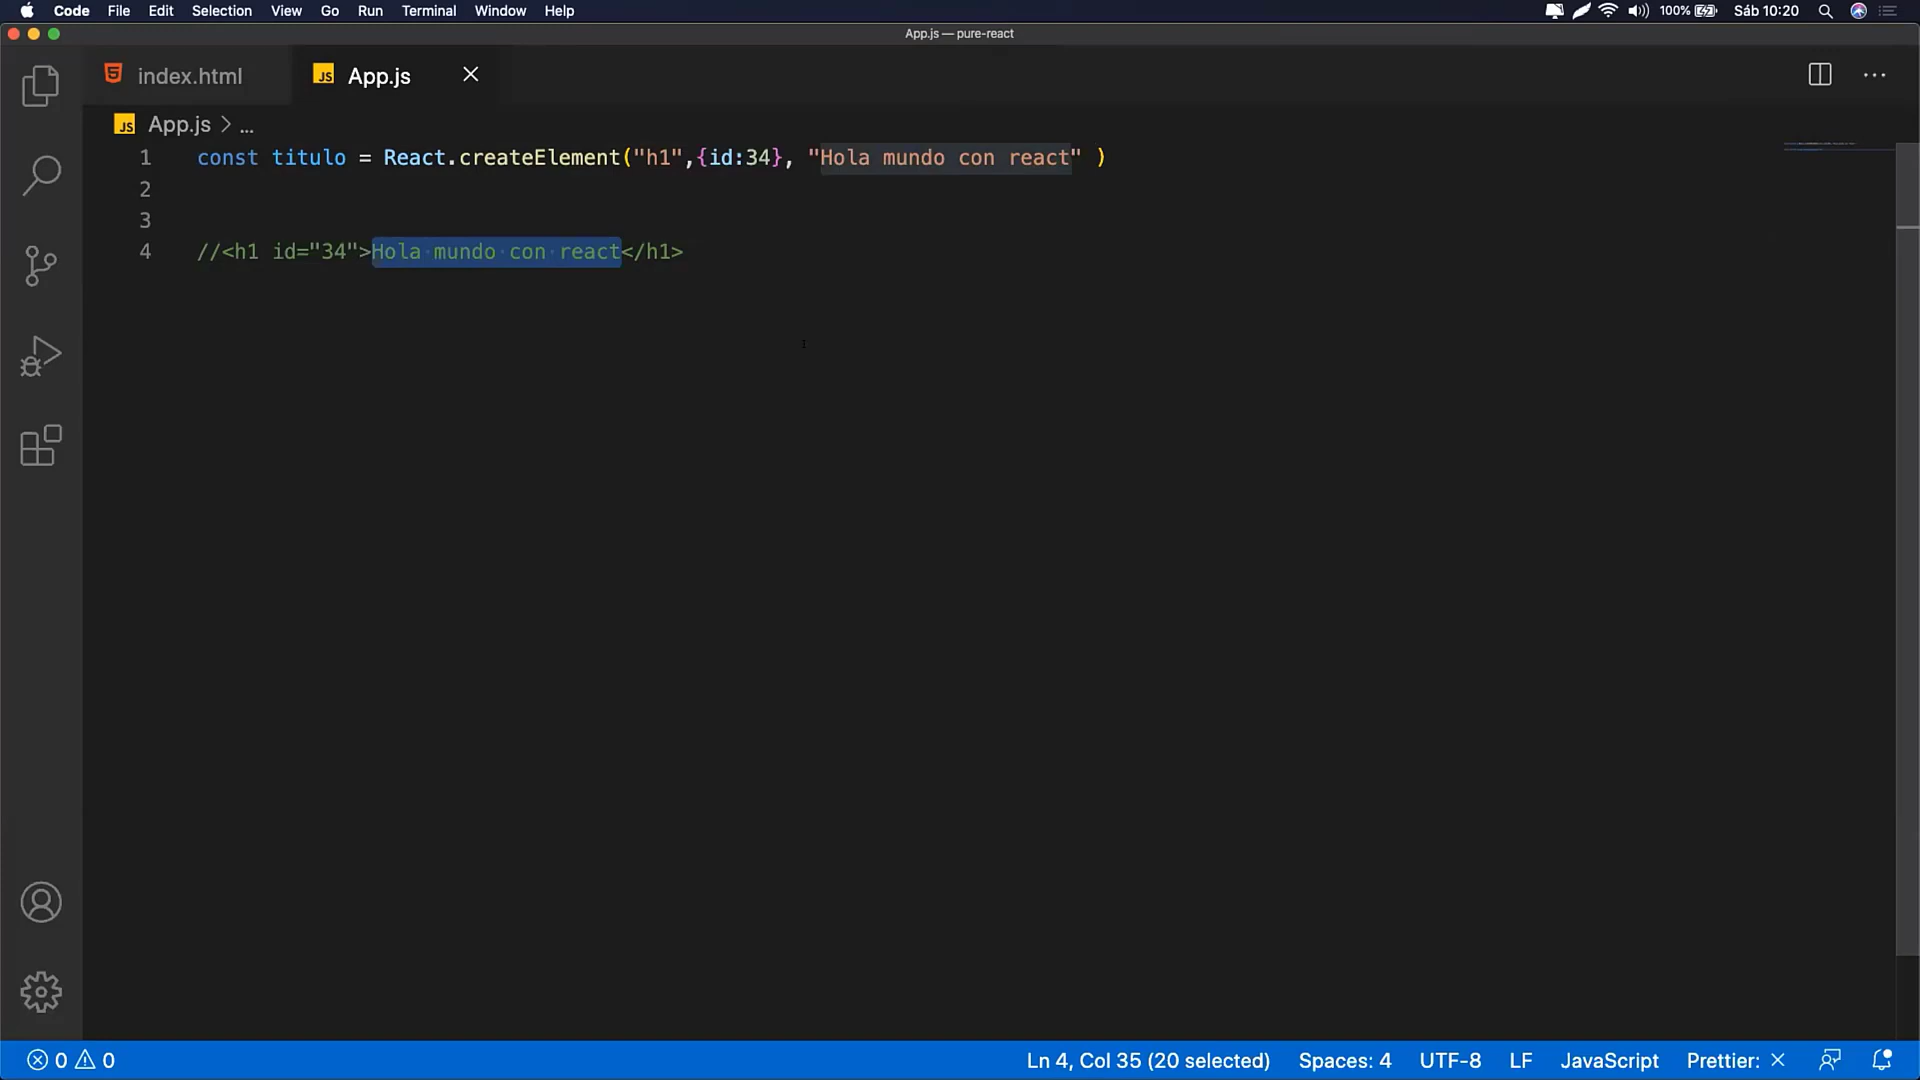 Code File Edit Selection View Go Run Terminal Window Help 100% Sáb 10:20
App.js — pure-react
index.html JS App.js
JS App.js > ...
1 const titulo = React.createElement("h1",{id:34}, "Hola mundo con react" )
2
3
4 //<h1 id="34">Hola mundo con react</h1>
0 0 Ln 4, Col 35 (20 selected) Spaces: 4 UTF-8 LF JavaScript Prettier: ×